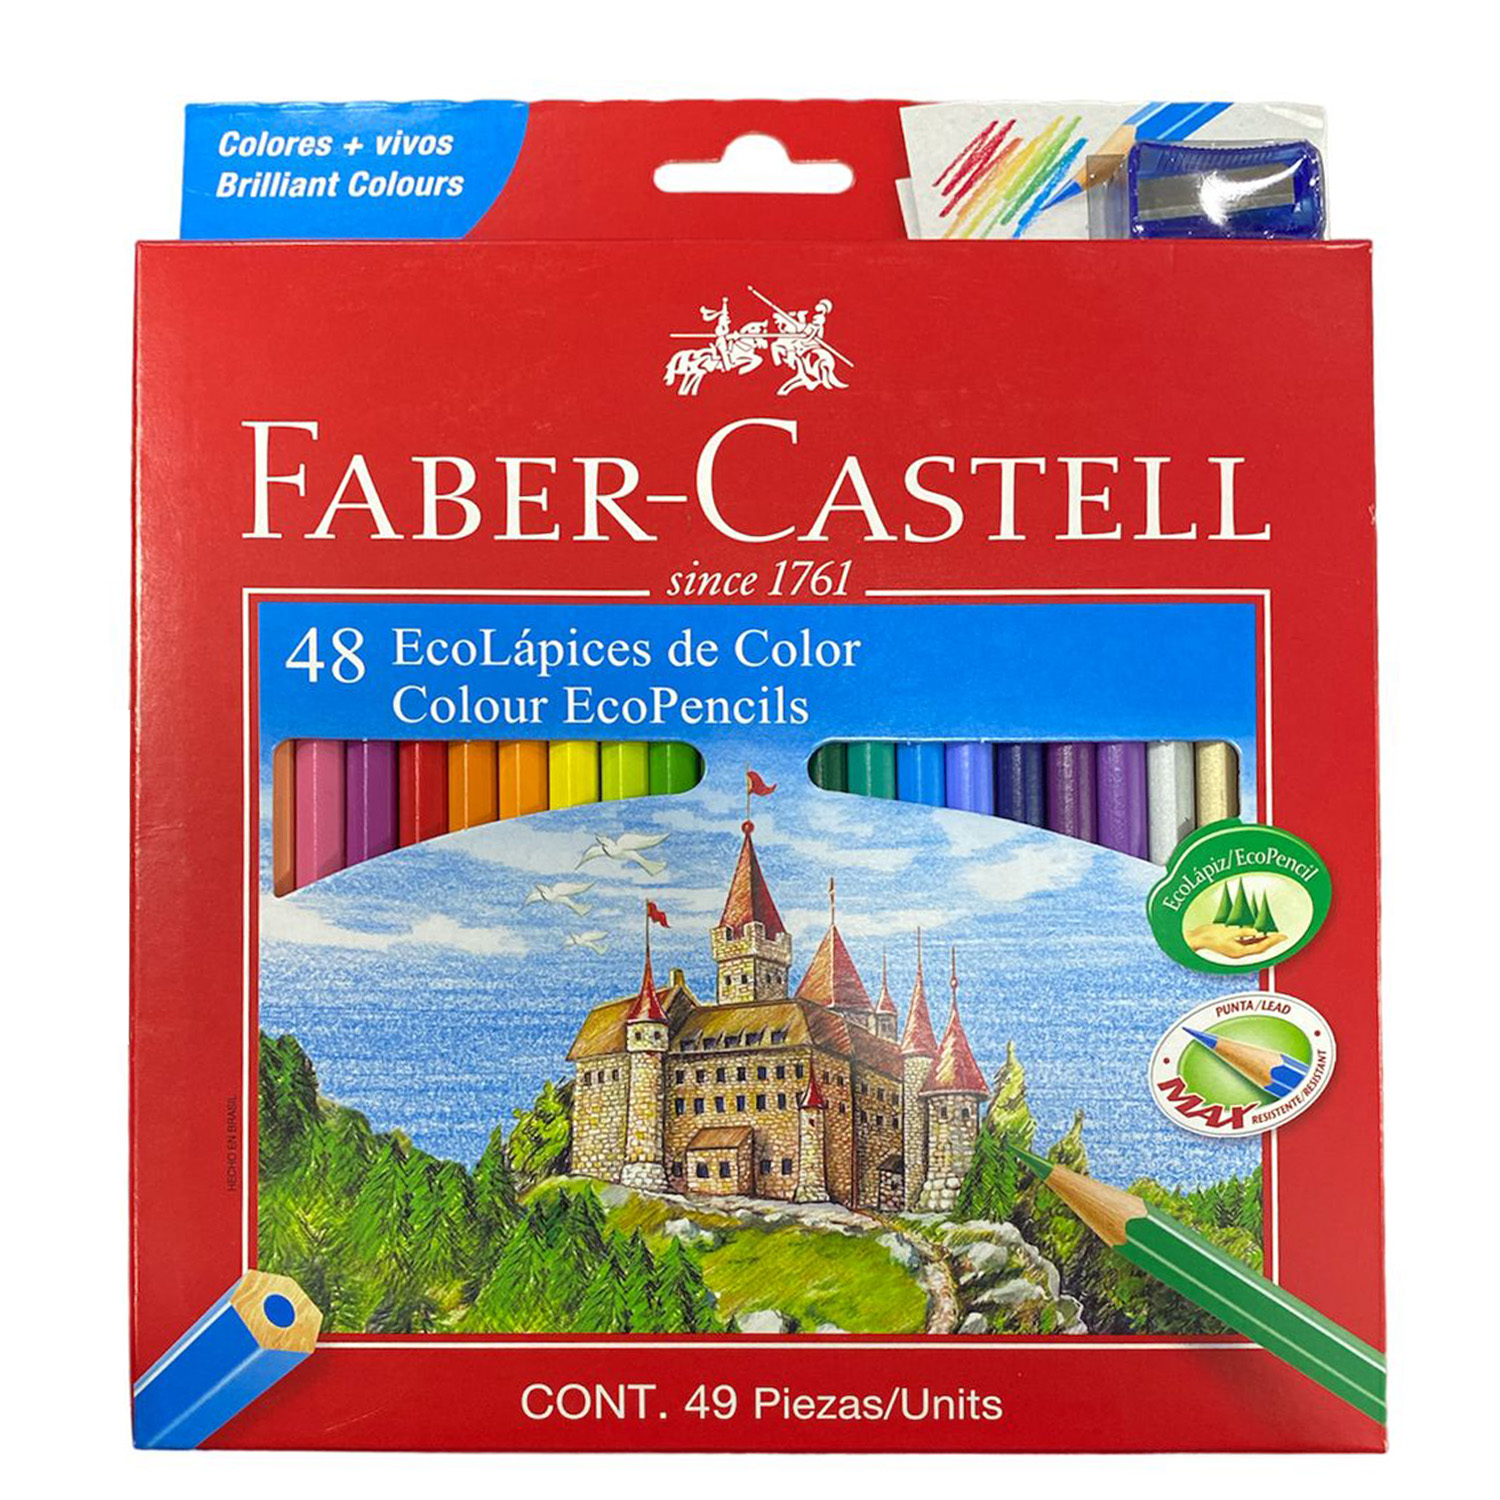 Colores + vivos
Brilliant Colours
FABER-CASTELL
since 1761
48 EcoLápices de Color
Colour EcoPencils
EcoLápiz/EcoPencil
PUNTA/LEAD
MAX
RESISTENTE/RESISTANT
HECHO EN BRASIL
CONT. 49 Piezas/Units